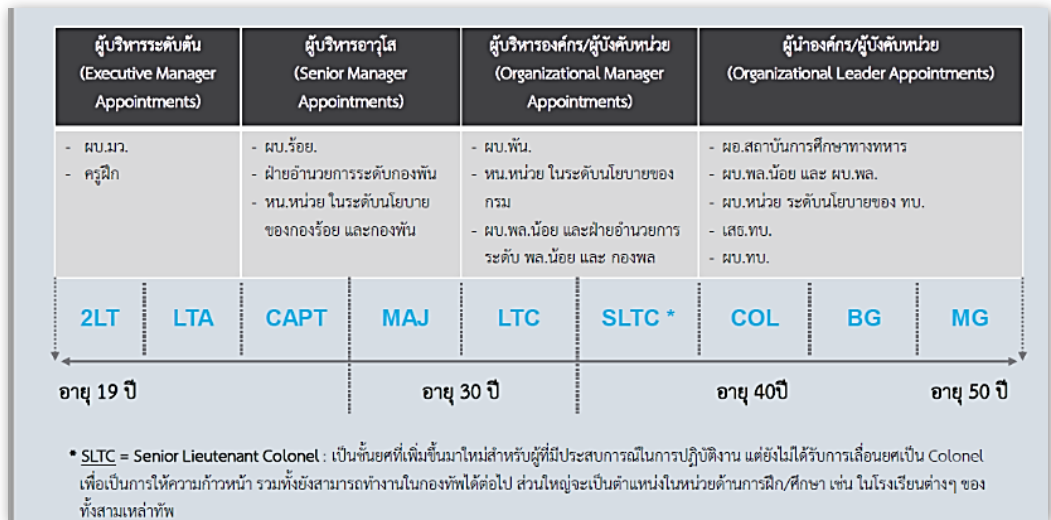 ผู้บริหารระดับต้น
(Executive Manager
Appointments)
ผู้บริหารอาวุโส
(Senior Manager
Appointments)
ผู้บริหารองค์กร/ผู้บังคับหน่วย
(Organizational Manager
Appointments)
ผู้นำองค์กร/ผู้บังคับหน่วย
(Organizational Leader Appointments)
- ผบ.มว.
- ครูฝึก
- ผบ.ร้อย.
- ฝ่ายอำนวยการระดับกองพัน
- หน.หน่วย ในระดับนโยบาย
ของกองร้อย และกองพัน
- ผบ.พัน.
- หน.หน่วย ในระดับนโยบายของ
กรม
- ผบ.พล.น้อย และฝ่ายอำนวยการ
ระดับ พล.น้อย และ กองพล
- ผอ.สถาบันการศึกษาทางทหาร
- ผบ.พล.น้อย และ ผบ.พล.
- ผบ.หน่วย ระดับนโยบายของ ทบ.
- เสธ.ทบ.
- ผบ.ทบ.
2LT LTA CAPT MAJ LTC SLTC * COL BG MG
อายุ 19 ปี อายุ 30 ปี อายุ 40ปี อายุ 50 ปี
* SLTC = Senior Lieutenant Colonel : เป็นชั้นยศที่เพิ่มขึ้นมาใหม่สำหรับผู้ที่มีประสบการณ์ในการปฏิบัติงาน แต่ยังไม่ได้รับการเลื่อนยศเป็น Colonel
เพื่อเป็นการให้ความก้าวหน้า รวมทั้งยังสามารถทำงานในกองทัพได้ต่อไป ส่วนใหญ่จะเป็นตำแหน่งในหน่วยด้านการฝึก/ศึกษา เช่น ในโรงเรียนต่างๆ ของ
ทั้งสามเหล่าทัพ